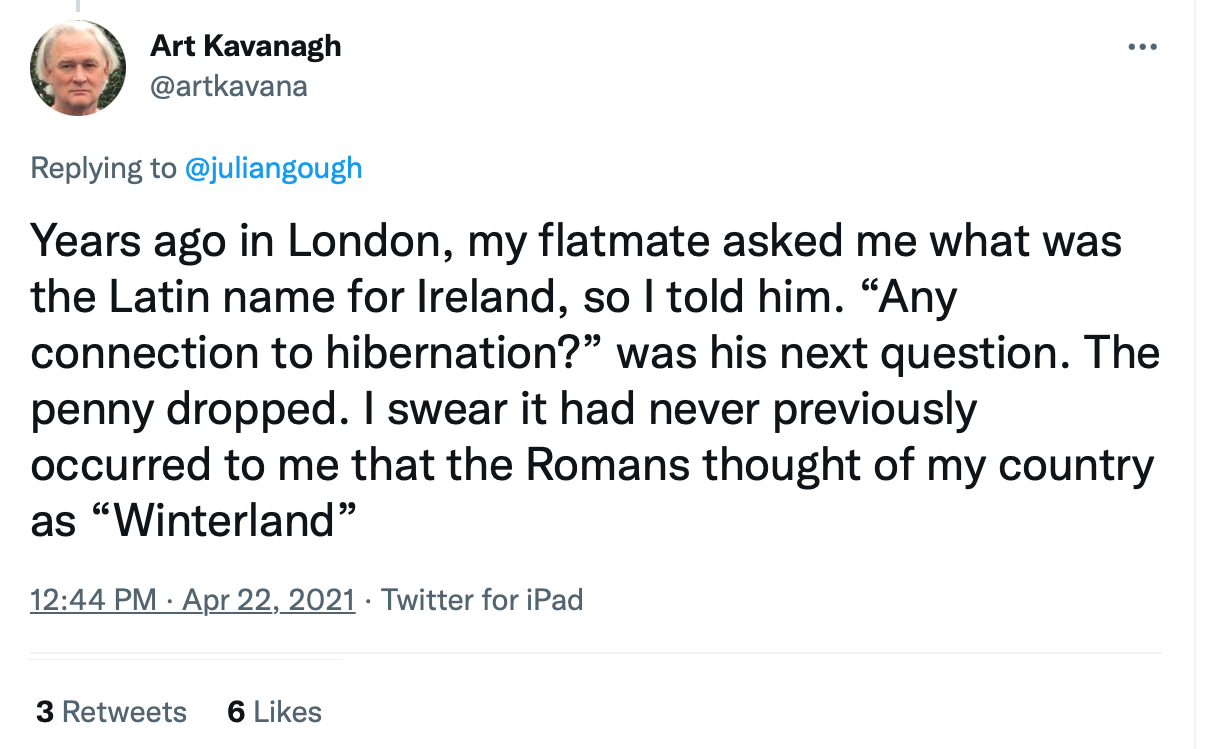 Art Kavanagh
@artkavana
Replying to @juliangough
Years ago in London, my flatmate asked me what was
the Latin name for Ireland, so I told him. “Any
connection to hibernation?” was his next question. The
penny dropped. I swear it had never previously
occurred to me that the Romans thought of my country
as “Winterland”
12:44 PM · Apr 22, 2021 · Twitter for iPad
3 Retweets 6 Likes